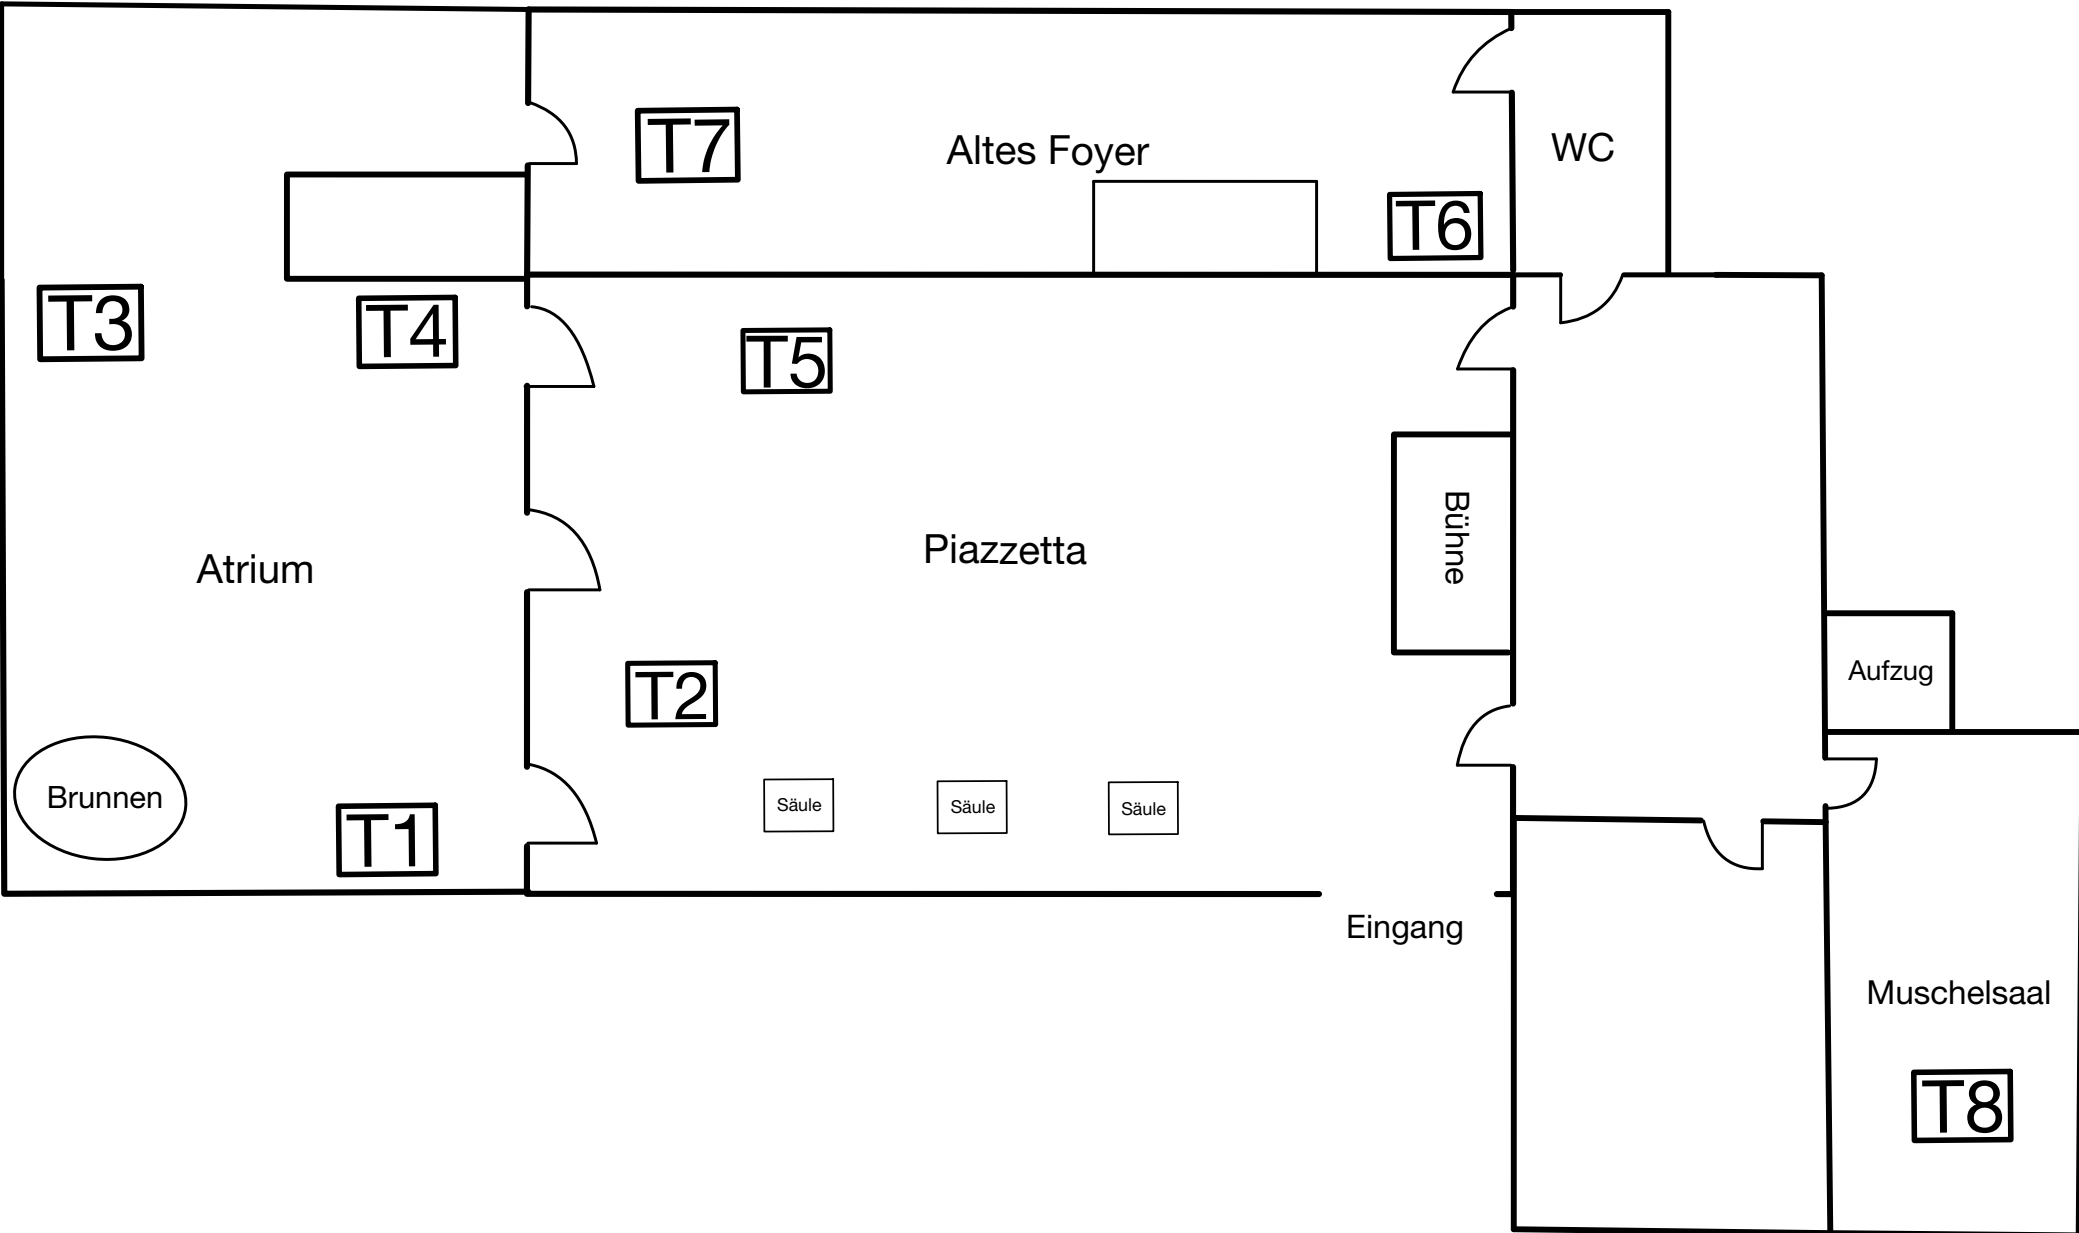 T7
Altes Foyer
WC
T6
T3
T4
T5
Bühne
Atrium
Piazzetta
Aufzug
T2
Brunnen
T1
Säule
Säule
Säule
Eingang
Muschelsaal
T8